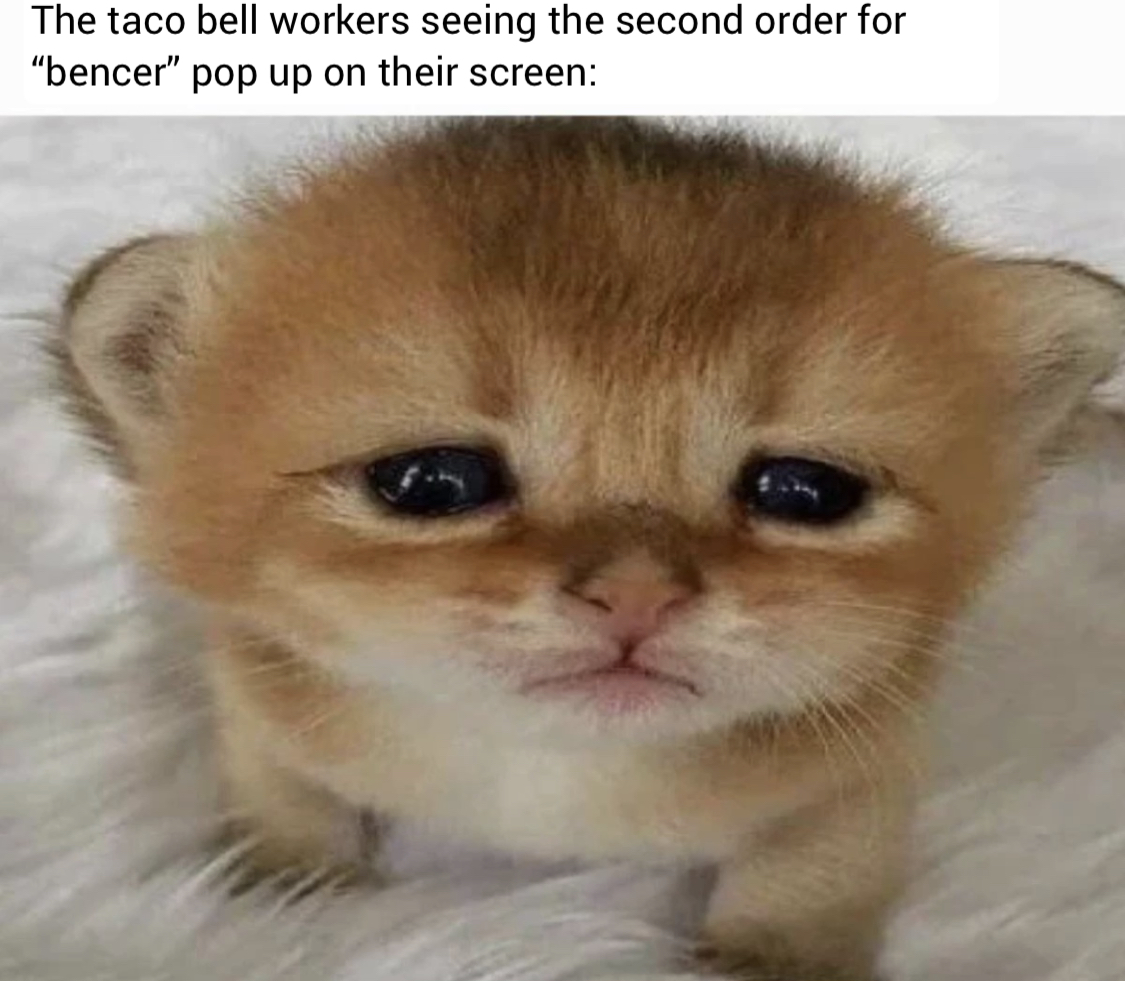 The taco bell workers seeing the second order for
“bencer” pop up on their screen: